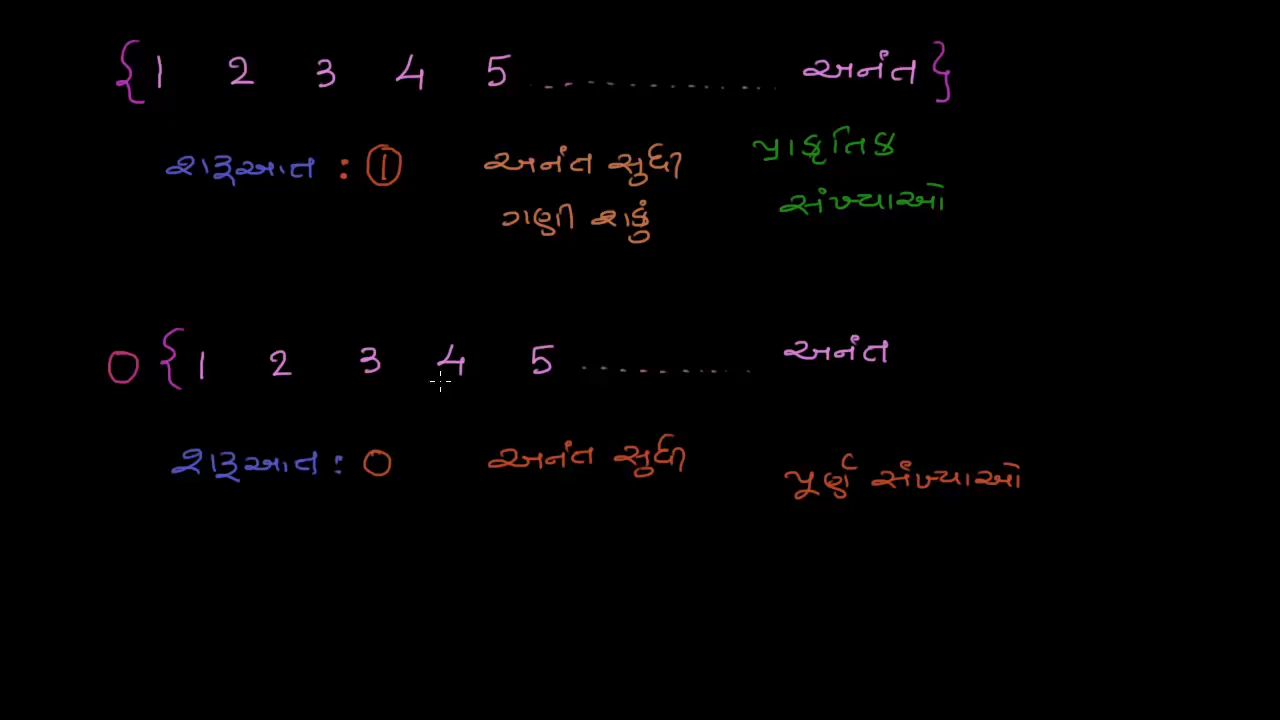 {1 2 3 4 5 .................. અનંત}
શરૂઆત : 1 અનંત સુધી પ્રાકૃતિક
ગણી શકું સંખ્યાઓ
0 {1 2 3 4 5 .............. અનંત
શરૂઆત : 0 અનંત સુધી પૂર્ણ સંખ્યાઓ